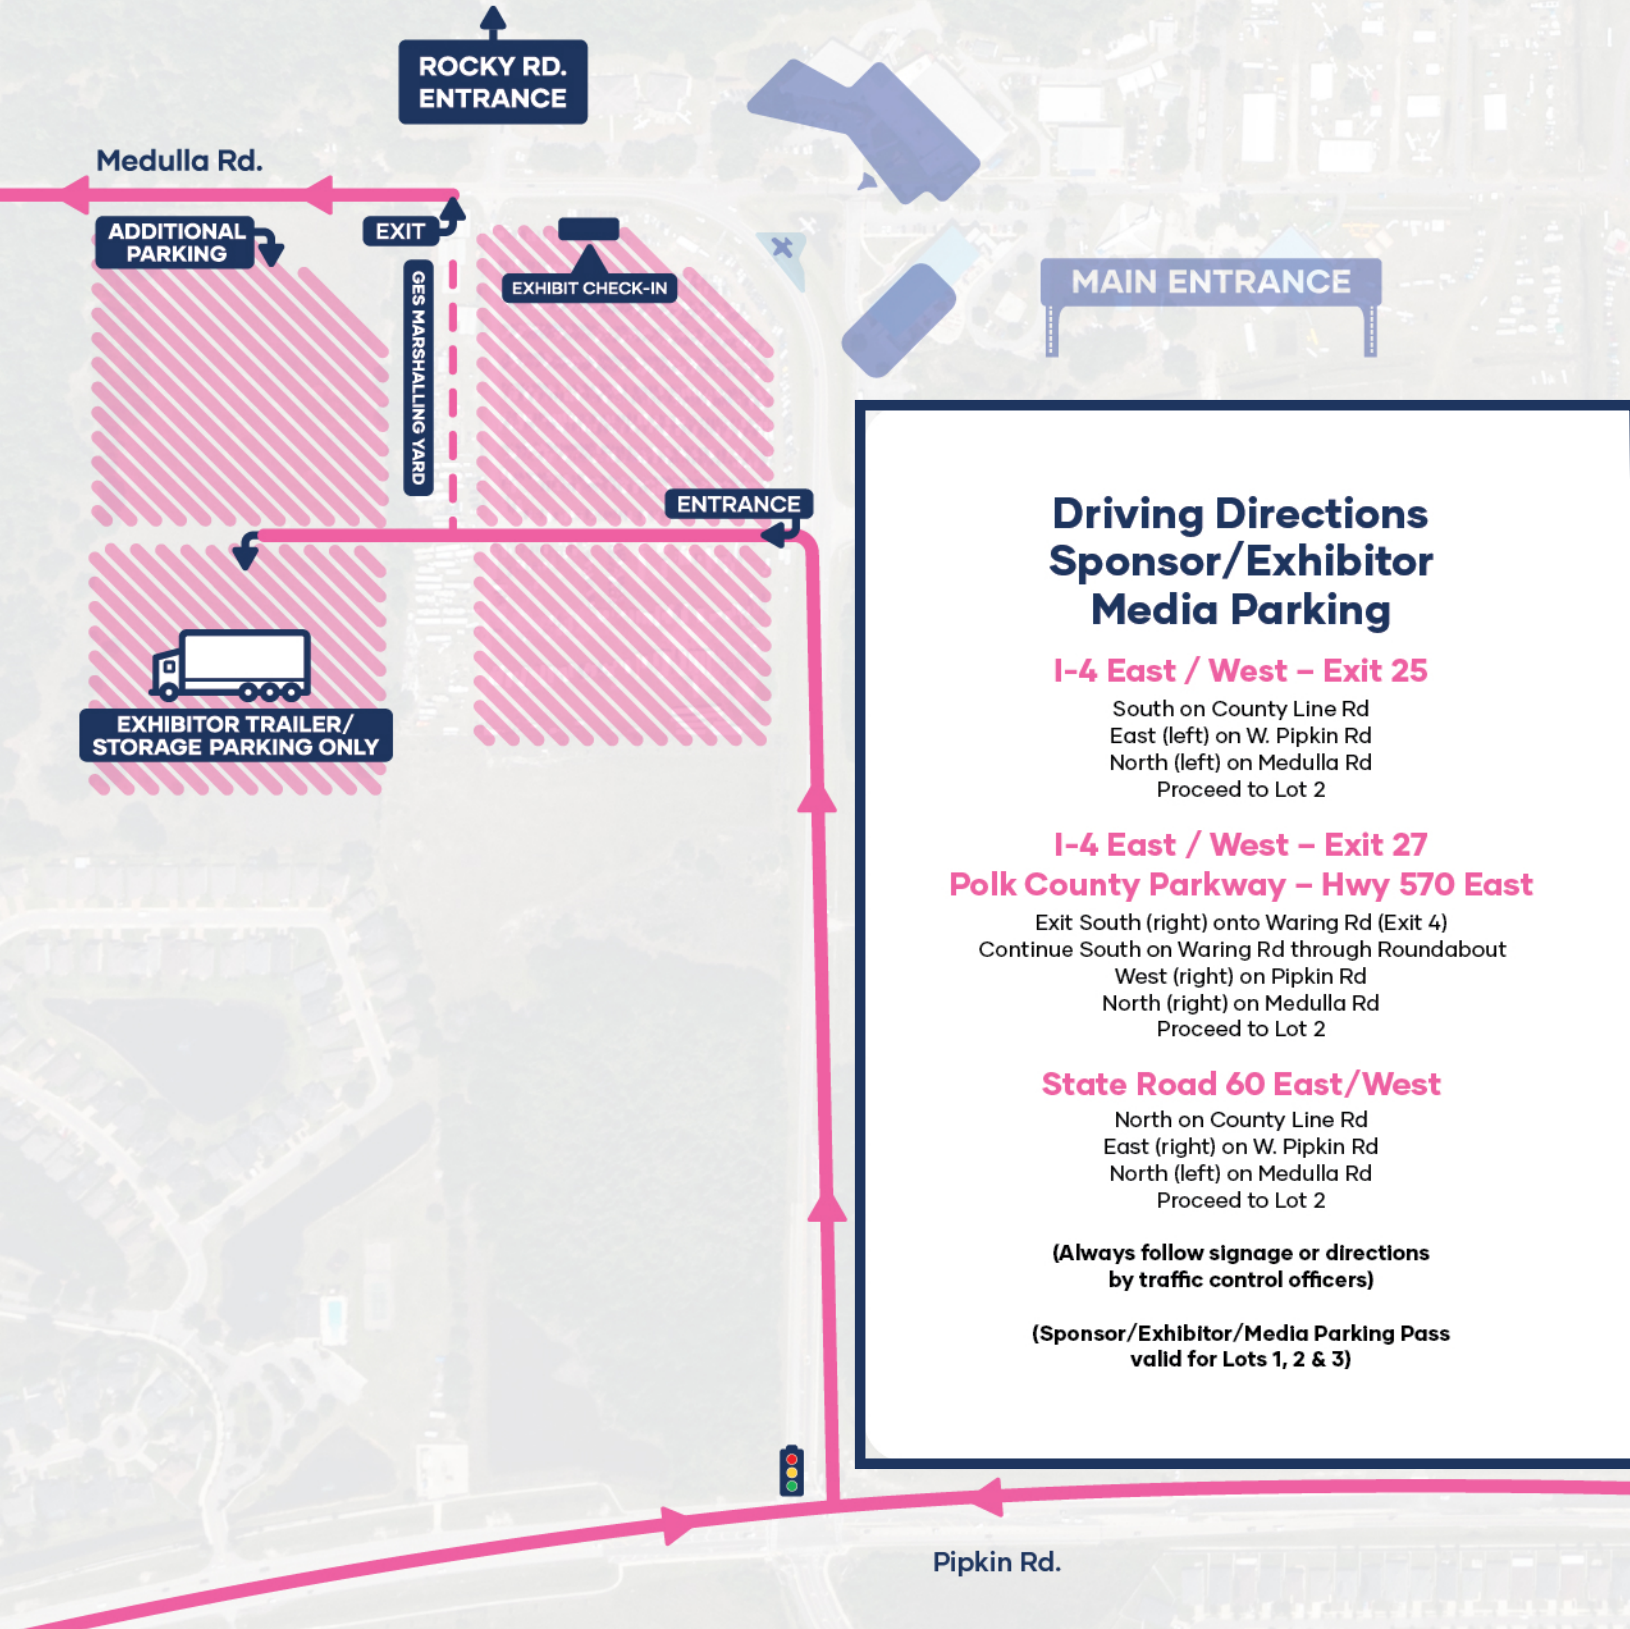 ROCKY RD.
ENTRANCE
Medulla Rd.
ADDITIONAL
PARKING
EXIT
GES MARSHALLING YARD
EXHIBIT CHECK-IN
MAIN ENTRANCE
ENTRANCE
EXHIBITOR TRAILER/
STORAGE PARKING ONLY
Driving Directions
Sponsor/Exhibitor
Media Parking
I-4 East / West – Exit 25
South on County Line Rd
East (left) on W. Pipkin Rd
North (left) on Medulla Rd
Proceed to Lot 2
I-4 East / West – Exit 27
Polk County Parkway – Hwy 570 East
Exit South (right) onto Waring Rd (Exit 4)
Continue South on Waring Rd through Roundabout
West (right) on Pipkin Rd
North (right) on Medulla Rd
Proceed to Lot 2
State Road 60 East/West
North on County Line Rd
East (right) on W. Pipkin Rd
North (left) on Medulla Rd
Proceed to Lot 2
(Always follow signage or directions
by traffic control officers)
(Sponsor/Exhibitor/Media Parking Pass
valid for Lots 1, 2 & 3)
Pipkin Rd.